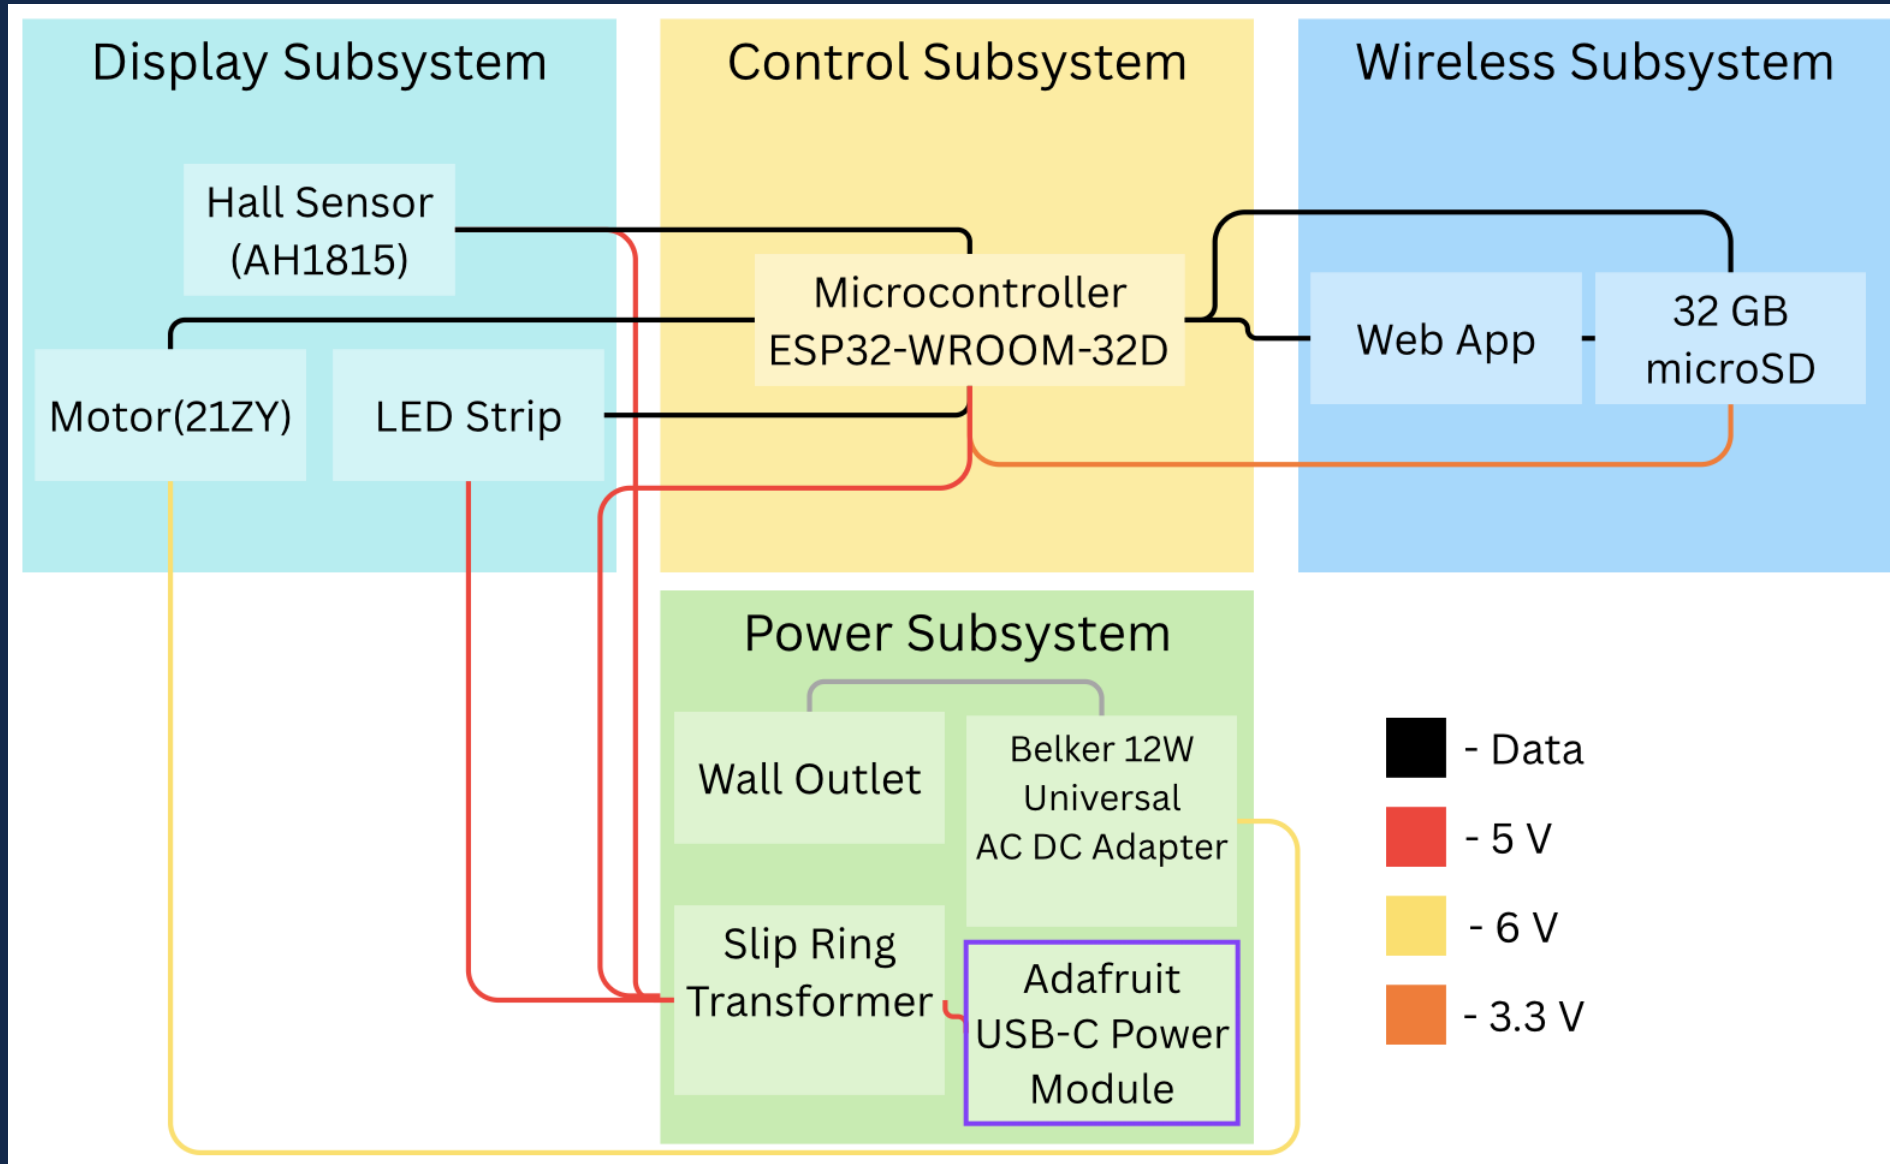 Display Subsystem
Control Subsystem
Wireless Subsystem
Hall Sensor
(AH1815)
Motor(21ZY)
LED Strip
Microcontroller
ESP32-WROOM-32D
Web App
32 GB
microSD
Power Subsystem
Wall Outlet
Belker 12W
Universal
AC DC Adapter
Slip Ring
Transformer
Adafruit
USB-C Power
Module
- Data
- 5 V
- 6 V
- 3.3 V